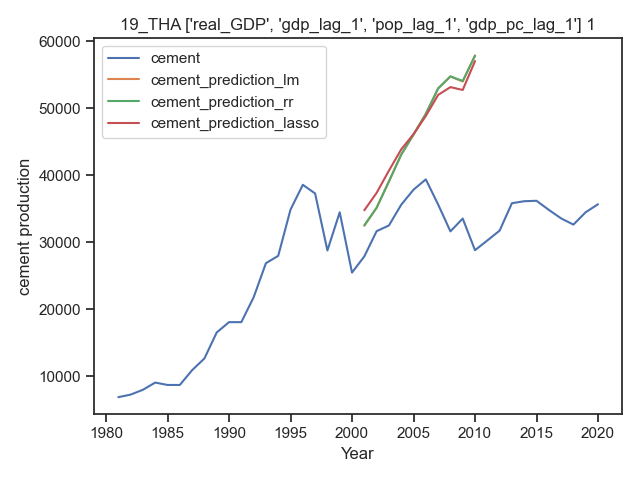 19_THA ['real_GDP', 'gdp_lag_1', 'pop_lag_1', 'gdp_pc_lag_1'] 1
60000
50000
40000
30000
20000
10000
cement production
cement
cement_prediction_lm
cement_prediction_rr
cement_prediction_lasso
1980 1985 1990 1995 2000 2005 2010 2015 2020
Year